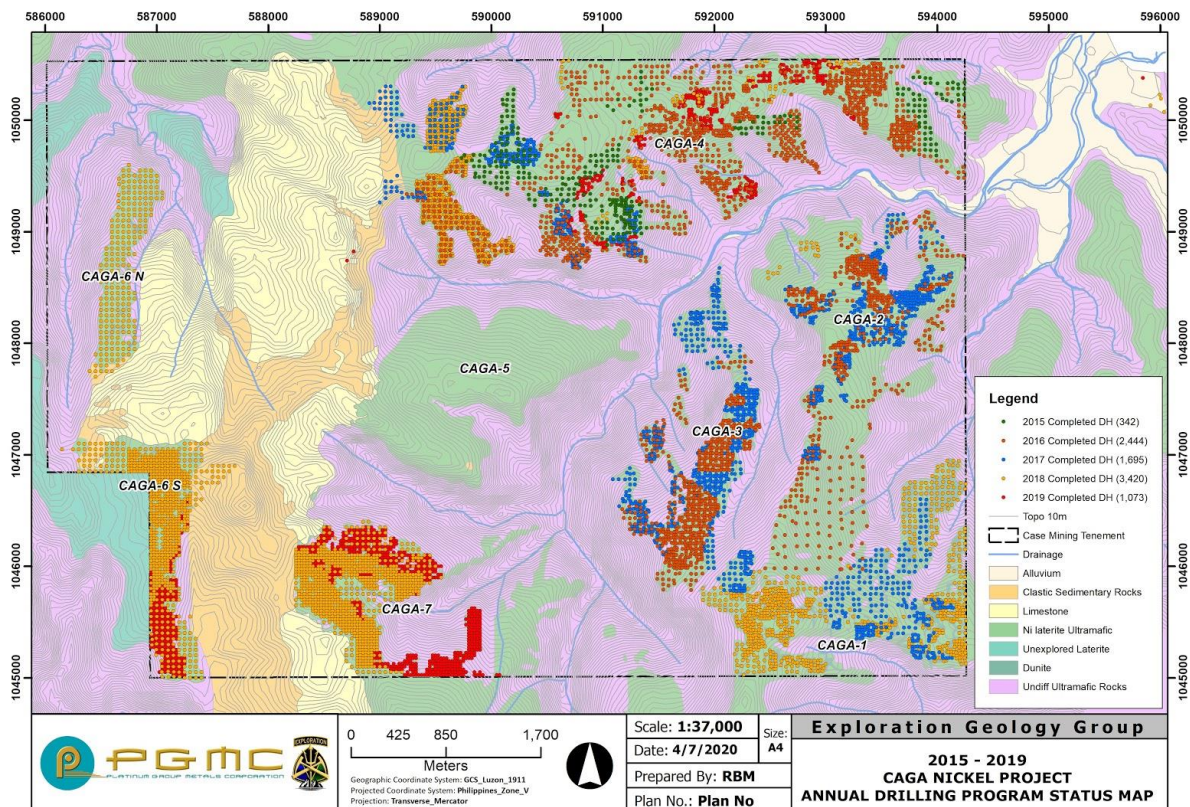 586000 587000 588000 589000 590000 591000 592000 593000 594000 595000 596000
1050000 1050000
CAGA-4
1049000 1049000
CAGA-6 N
CAGA-2
1048000 1048000
CAGA-5
CAGA-3
1047000 1047000
CAGA-6 S
1046000 1046000
CAGA-7
CAGA-1
1045000 1045000
Legend
2015 Completed DH (342)
2016 Completed DH (2,444)
2017 Completed DH (1,695)
2018 Completed DH (3,420)
2019 Completed DH (1,073)
Topo 10m
Case Mining Tenement
Drainage
Alluvium
Clastic Sedimentary Rocks
Limestone
Ni laterite Ultramafic
Unexplored Laterite
Dunite
Undiff Ultramafic Rocks
PGMC
PLATINUM GROUP METALS CORPORATION
EXPLORATION
0 425 850 1,700
Meters
Geographic Coordinate System: GCS_Luzon_1911
Projected Coordinate System: Philippines_Zone_V
Projection: Transverse_Mercator
Scale: 1:37,000
Size: A4
Date: 4/7/2020
Prepared By: RBM
Plan No.: Plan No
Exploration Geology Group
2015 - 2019
CAGA NICKEL PROJECT
ANNUAL DRILLING PROGRAM STATUS MAP